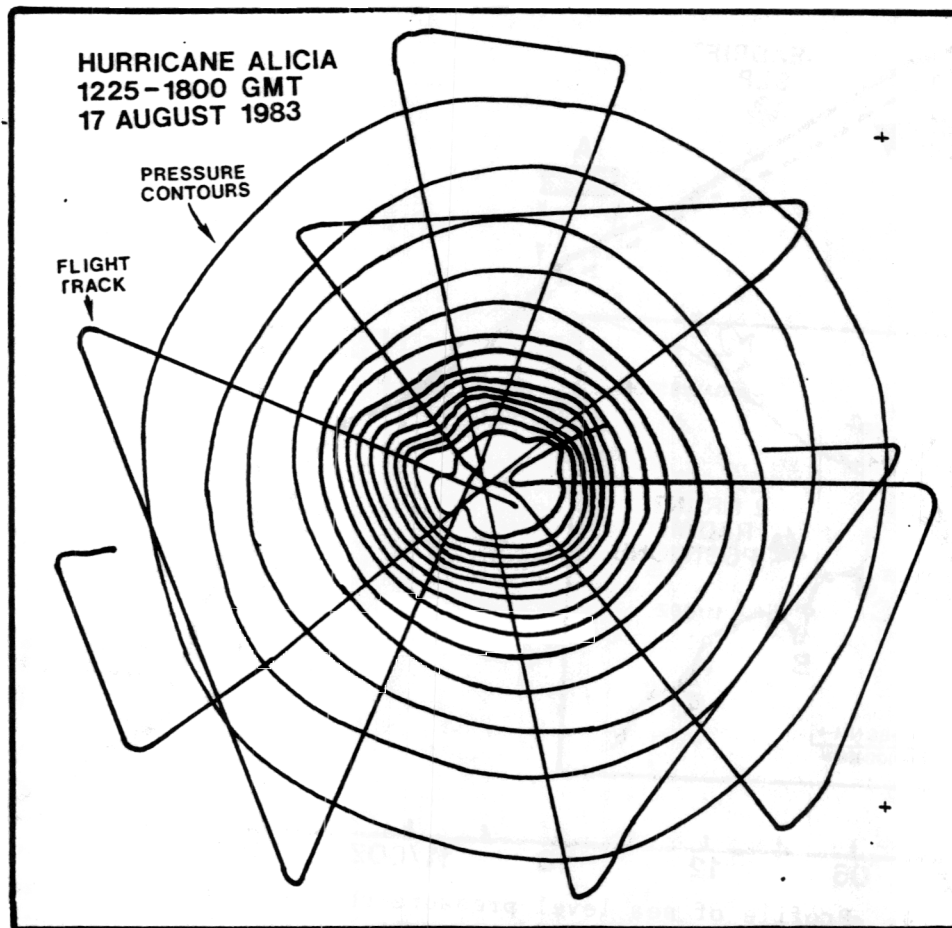 HURRICANE ALICIA
1225-1800 GMT
17 AUGUST 1983
PRESSURE
CONTOURS
FLIGHT
TRACK